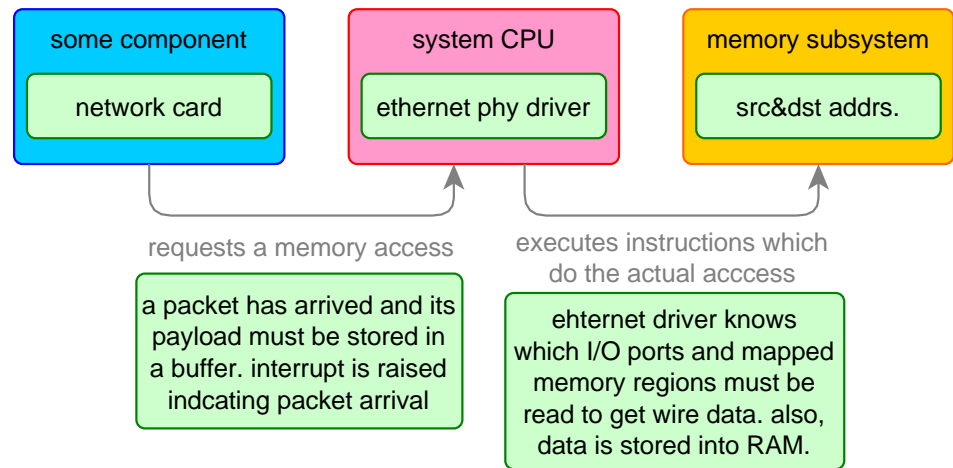 some component
network card
system CPU
ethernet phy driver
memory subsystem
src&dst addrs.
requests a memory access
a packet has arrived and its
payload must be stored in
a buffer. interrupt is raised
indcating packet arrival
executes instructions which
do the actual acccess
ehternet driver knows
which I/O ports and mapped
memory regions must be
read to get wire data. also,
data is stored into RAM.